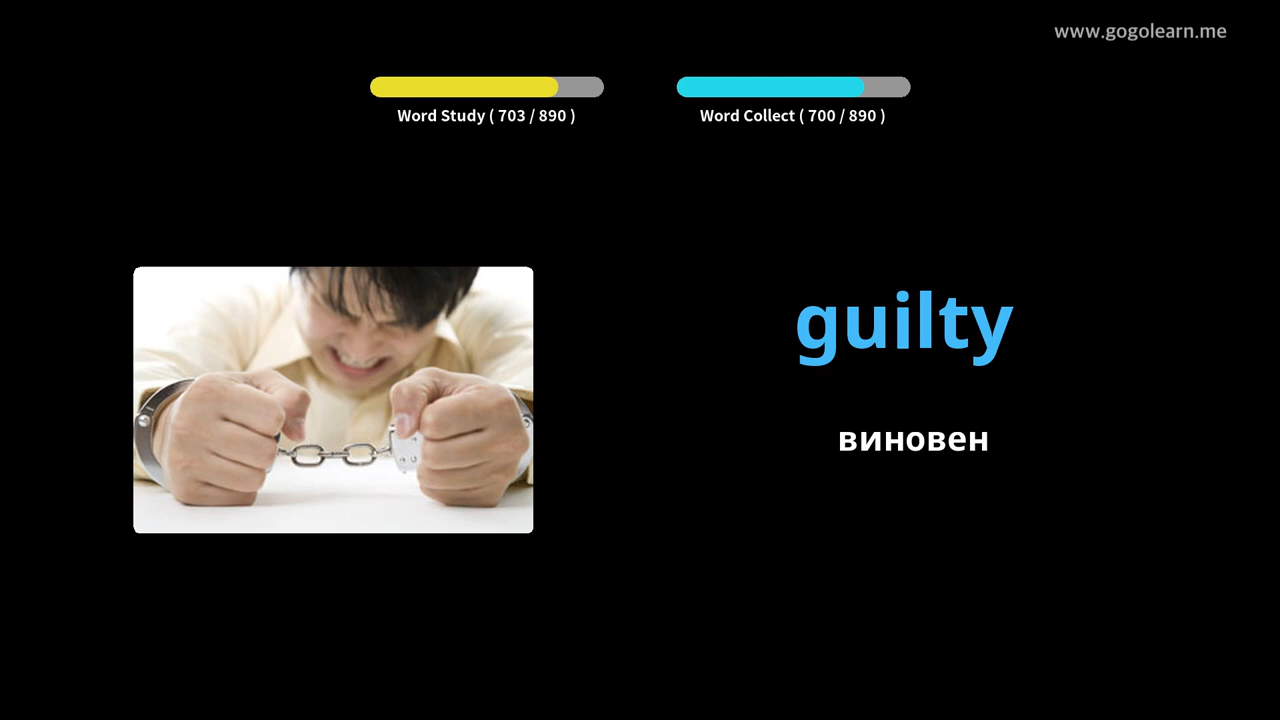 www.gogolearn.me
Word Study ( 703 / 890 )
Word Collect ( 700 / 890 )
guilty
виновен